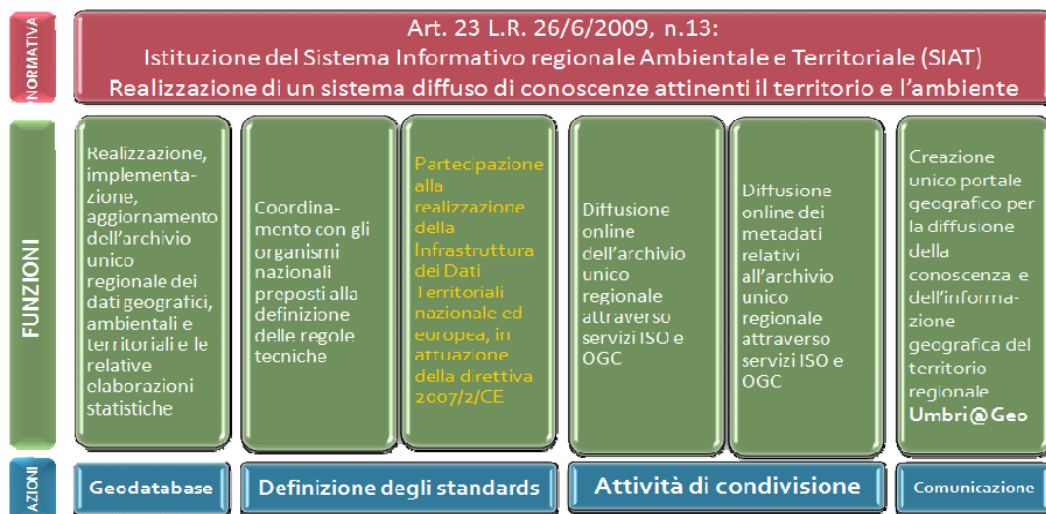 NORMATIVA
Art. 23 L.R. 26/6/2009, n.13:
Istituzione del Sistema Informativo regionale Ambientale e Territoriale (SIAT)
Realizzazione di un sistema diffuso di conoscenze attinenti il territorio e l'ambiente
FUNZIONI
Realizzazione,
implementa-
zione,
aggiornamento
dell'archivio
unico
regionale dei
dati geografici,
ambientali e
territoriali e le
relative
elaborazioni
statistiche
Coordina-
mento con gli
organismi
nazionali
preposti alla
definizione
delle regole
tecniche
Partecipazione
alla
realizzazione
della
Infrastruttura
dei Dati
Territoriali
nazionale ed
europea, in
attuazione
della direttiva
2007/2/CE
Diffusione
online
dell'archivio
unico
regionale
attraverso
servizi ISO e
OGC
Diffusione
online dei
metadati
relativi
all'archivio
unico
regionale
attraverso
servizi ISO e
OGC
Creazione
unico portale
geografico per
la diffusione
della
conoscenza e
dell'informa-
zione
geografica del
territorio
regionale
Umbri@Geo
AZIONI
Geodatabase
Definizione degli standards
Attività di condivisione
Comunicazione